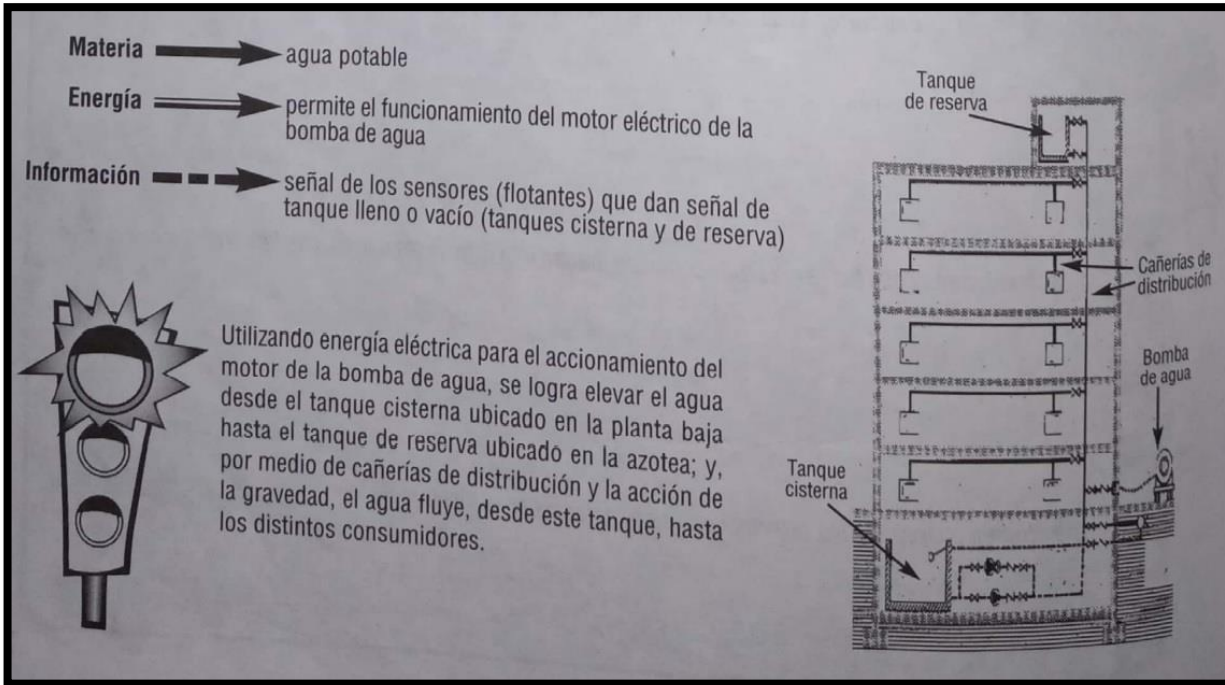 Materia
agua potable
Energía
permite el funcionamiento del motor eléctrico de la
bomba de agua
Información
señal de los sensores (flotantes) que dan señal de
tanque lleno o vacío (tanques cisterna y de reserva)
Utilizando energía eléctrica para el accionamiento del
motor de la bomba de agua, se logra elevar el agua
desde el tanque cisterna ubicado en la planta baja
hasta el tanque de reserva ubicado en la azotea; y,
por medio de cañerías de distribución y la acción de
la gravedad, el agua fluye, desde este tanque, hasta
los distintos consumidores.
Tanque
de reserva
Cañerías de
distribución
Bomba
de agua
Tanque
cisterna